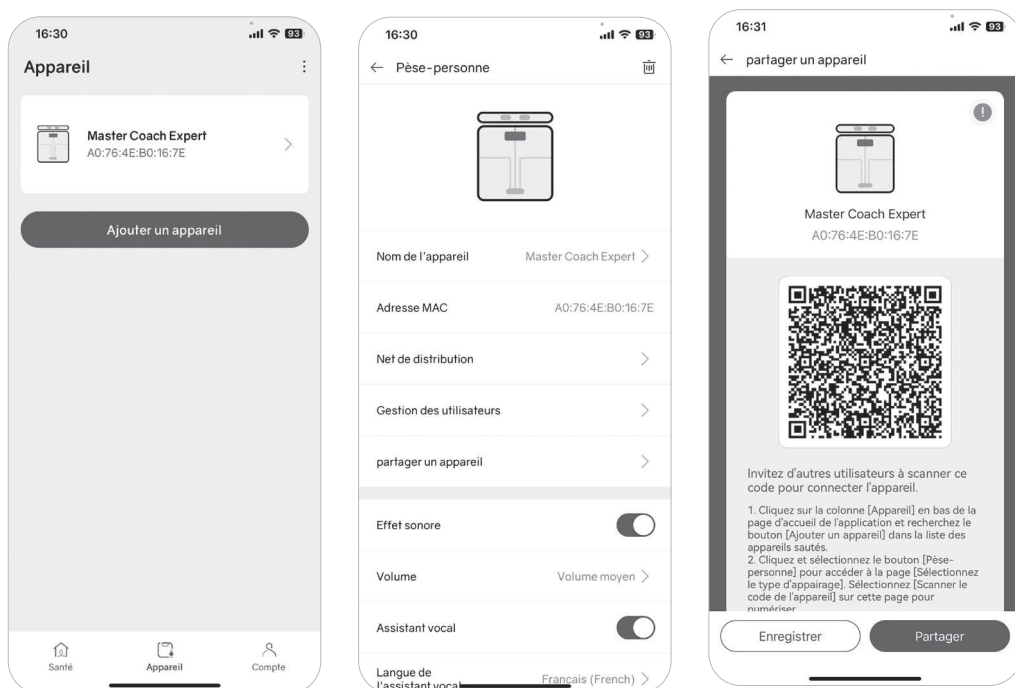 16:30
93
Appareil
Master Coach Expert
A0:76:4E:B0:16:7E
Ajouter un appareil
Santé
Appareil
Compte
16:30
93
Pèse-personne
Nom de l'appareil
Master Coach Expert
Adresse MAC
A0:76:4E:B0:16:7E
Net de distribution
Gestion des utilisateurs
partager un appareil
Effet sonore
Volume
Volume moyen
Assistant vocal
Langue de
l'assistant vocal
Français (French)
16:31
93
partager un appareil
Master Coach Expert
A0:76:4E:B0:16:7E
Invitez d'autres utilisateurs à scanner ce
code pour connecter l'appareil.
1. Cliquez sur la colonne [Appareil] en bas de la
page d'accueil de l'application et recherchez le
bouton [Ajouter un appareil] dans la liste des
appareils sautés.
2. Cliquez et sélectionnez le bouton [Pèse-
personne] pour accéder à la page [Sélectionnez
le type d'appairage]. Sélectionnez [Scanner le
code de l'appareil] sur cette page pour
numériser
Enregistrer
Partager